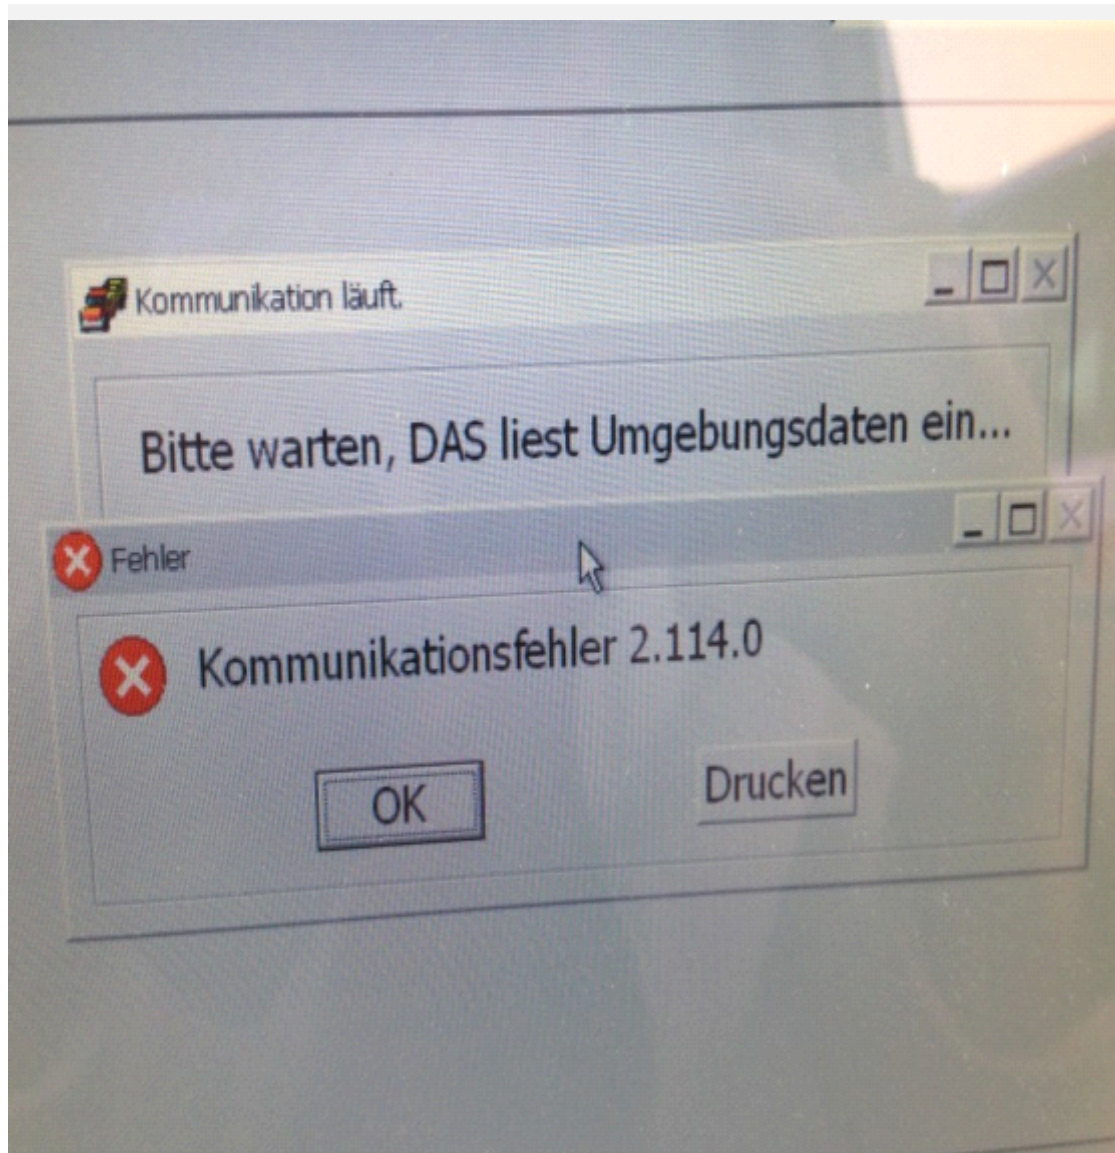 Kommunikation läuft.
Bitte warten, DAS liest Umgebungsdaten ein...
Fehler
Kommunikationsfehler 2.114.0
OK
Drucken